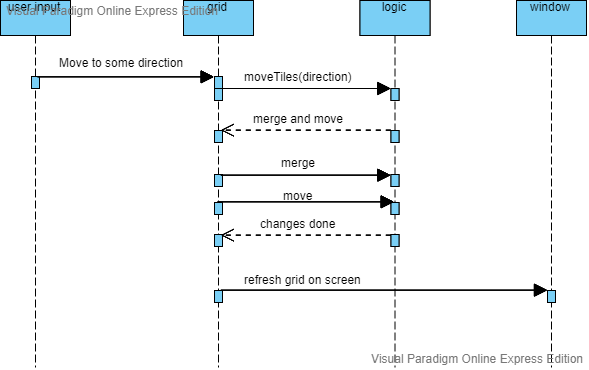 Visual Paradigm Online Express Edition
user input
grid
logic
window
Move to some direction
moveTiles(direction)
merge and move
merge
move
changes done
refresh grid on screen
Visual Paradigm Online Express Edition